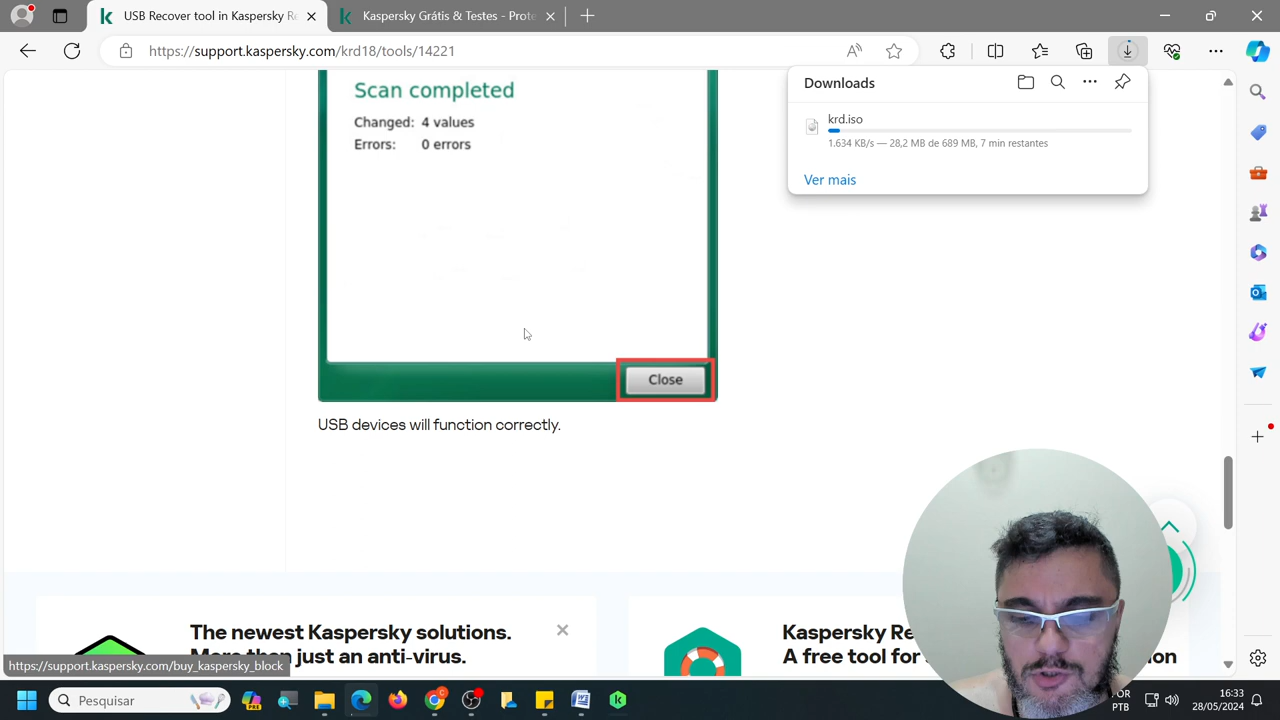 USB Recover tool in Kaspersky Re
Kaspersky Grátis & Testes - Prote
https://support.kaspersky.com/krd18/tools/14221
Downloads
krd.iso
1.634 KB/s — 28,2 MB de 689 MB, 7 min restantes
Ver mais
Scan completed
Changed: 4 values
Errors: 0 errors
Close
USB devices will function correctly.
The newest Kaspersky solutions.
More than just an anti-virus.
Kaspersky Re
A free tool for
https://support.kaspersky.com/buy_kaspersky_block
Pesquisar
POR
PTB
16:33
28/05/2024